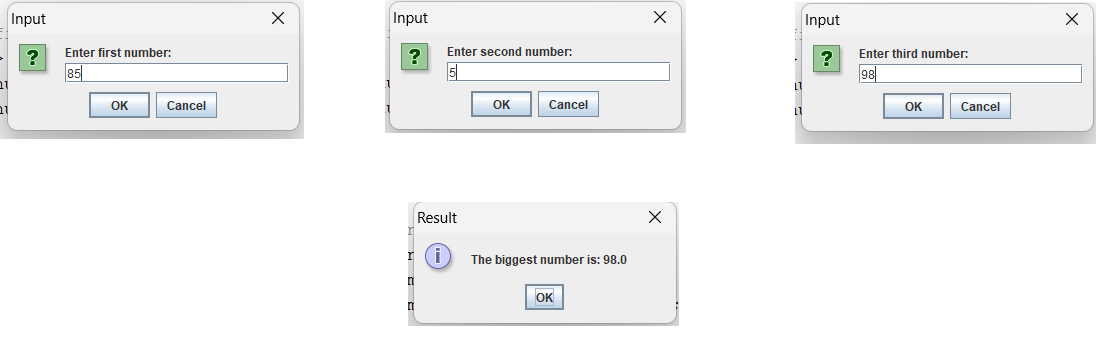 Input
Enter first number:
85
OK Cancel
Input
Enter second number:
5
OK Cancel
Input
Enter third number:
98
OK Cancel
Result
The biggest number is: 98.0
OK